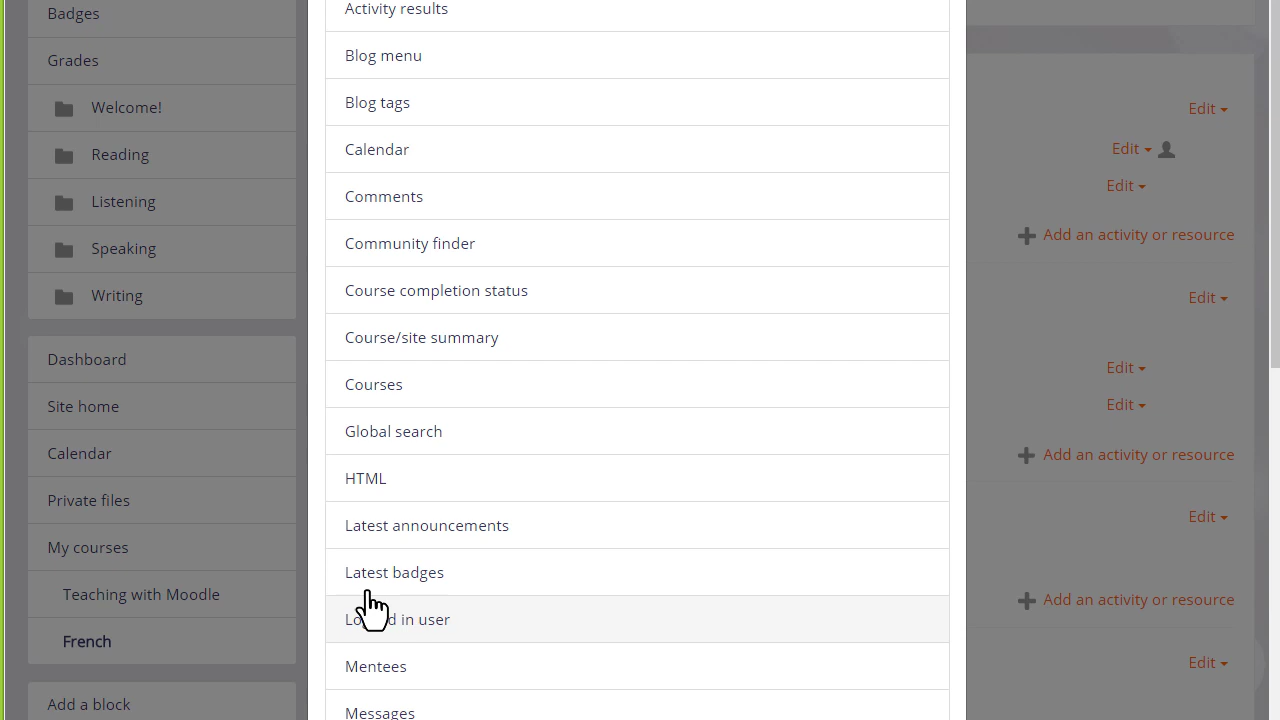 Badges
Grades
Welcome!
Reading
Listening
Speaking
Writing
Dashboard
Site home
Calendar
Private files
My courses
Teaching with Moodle
French
Add a block
Activity results
Blog menu
Blog tags
Calendar
Comments
Community finder
Course completion status
Course/site summary
Courses
Global search
HTML
Latest announcements
Latest badges
in user
Mentees
Messages
Edit
Edit
Edit
Add an activity or resource
Edit
Edit
Edit
Add an activity or resource
Edit
Add an activity or resource
Edit